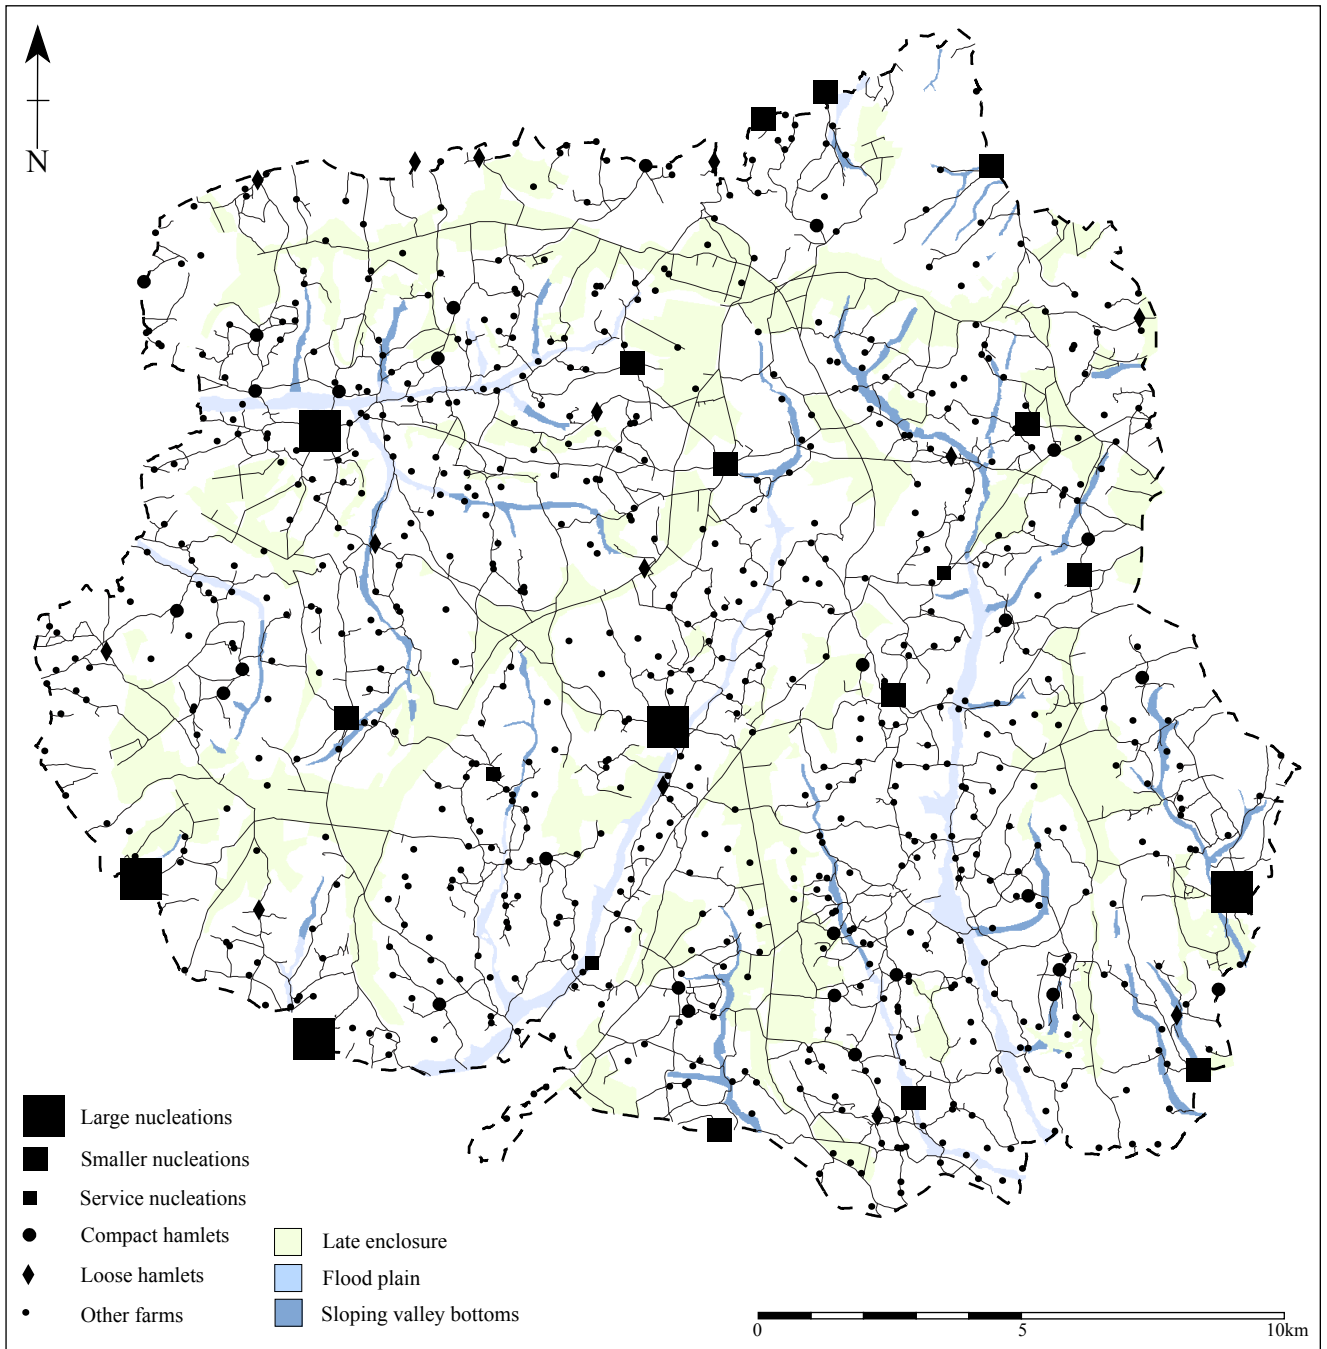 N
Large nucleations
Smaller nucleations
Service nucleations
Compact hamlets
Loose hamlets
Other farms
Late enclosure
Flood plain
Sloping valley bottoms
0 5 10km